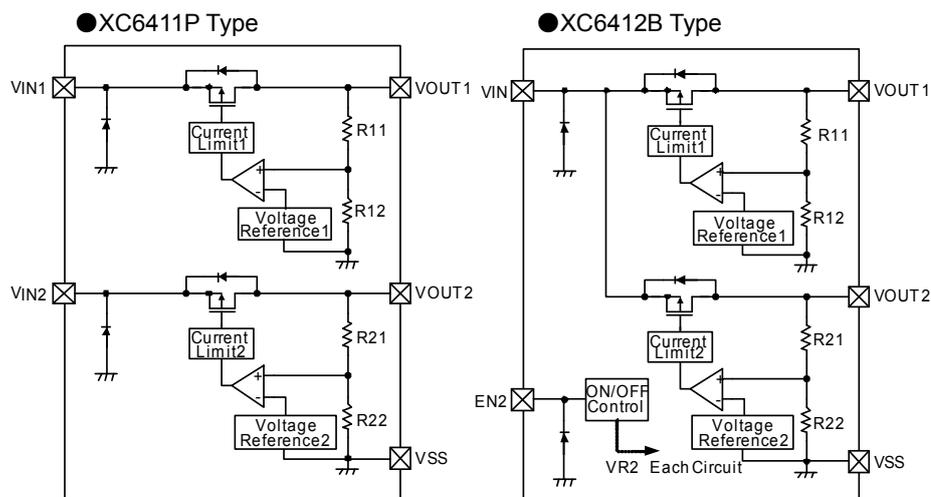 ●XC6411P Type
VIN1
VOUT1
R11
Current
Limit1
+
-
R12
Voltage
Reference1
VIN2
VOUT2
R21
Current
Limit2
+
-
R22
Voltage
Reference2
VSS
●XC6412B Type
VIN
VOUT1
R11
Current
Limit1
+
-
R12
Voltage
Reference1
VOUT2
R21
Current
Limit2
+
-
EN2
ON/OFF
Control
R22
Voltage
Reference2
VR2 Each Circuit
VSS